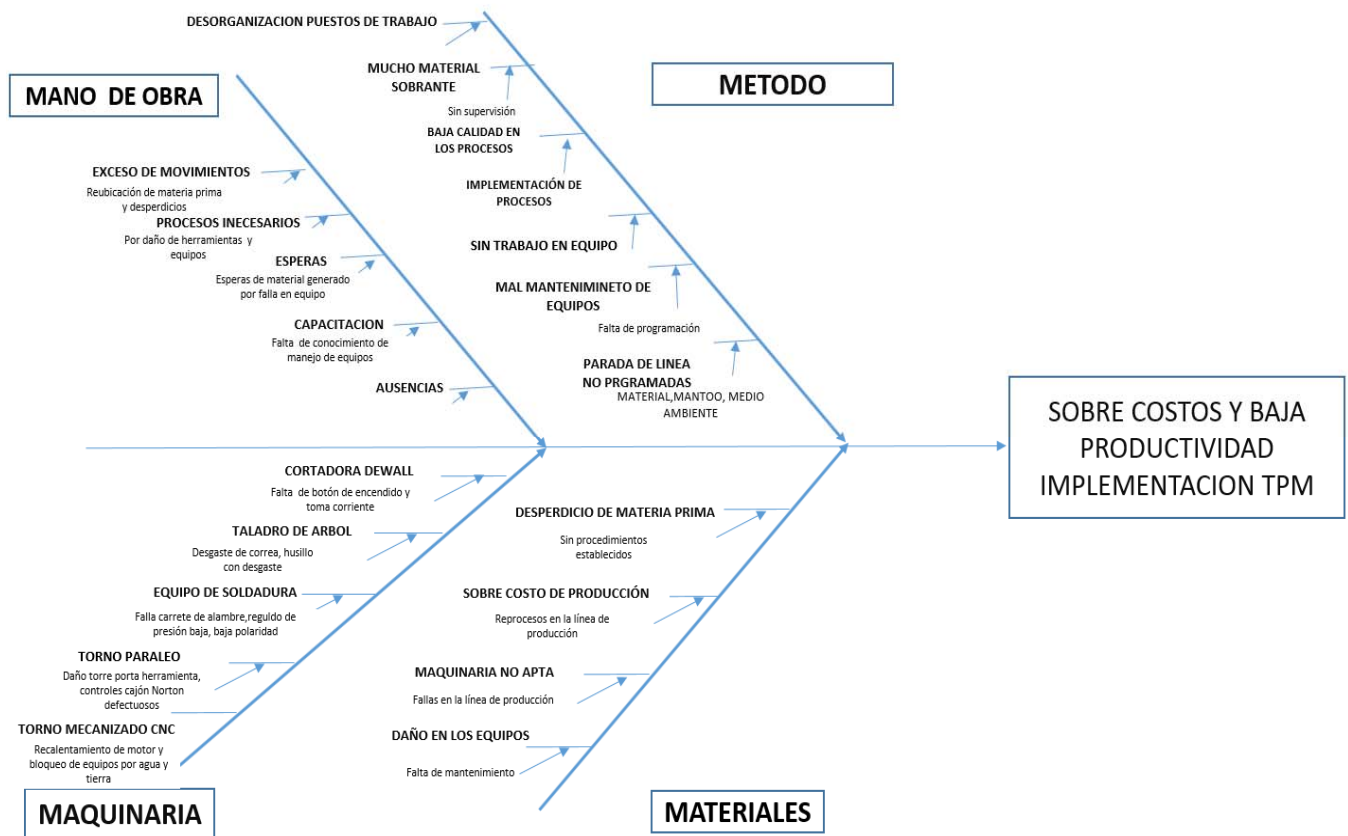 MANO  DE OBRA
EXCESO DE MOVIMIENTOS
Reubicación de materia prima
y desperdicios
PROCESOS INECESARIOS
Por daño de herramientas  y
equipos
ESPERAS
Esperas de material generado
por falla en equipo
CAPACITACION
Falta  de conocimiento de
manejo de equipos
AUSENCIAS
METODO
DESORGANIZACION PUESTOS DE TRABAJO
MUCHO MATERIAL
SOBRANTE
Sin supervisión
BAJA CALIDAD EN
LOS PROCESOS
IMPLEMENTACIÓN DE
PROCESOS
SIN TRABAJO EN EQUIPO
MAL MANTENIMINETO DE
EQUIPOS
Falta de programación
PARADA DE LINEA
NO PRGRAMADAS
MATERIAL,MANTOO, MEDIO
AMBIENTE
SOBRE COSTOS Y BAJA
PRODUCTIVIDAD
IMPLEMENTACION TPM
CORTADORA DEWALL
Falta  de botón de encendido y
toma corriente
TALADRO DE ARBOL
Desgaste de correa, husillo
con desgaste
EQUIPO DE SOLDADURA
Falla carrete de alambre,reguldo de
presión baja, baja polaridad
TORNO PARALEO
Daño torre porta herramienta,
controles cajón Norton
defectuosos
TORNO MECANIZADO CNC
Recalentamiento de motor y
bloqueo de equipos por agua y
tierra
MAQUINARIA
DESPERDICIO DE MATERIA PRIMA
Sin procedimientos
establecidos
SOBRE COSTO DE PRODUCCIÓN
Reprocesos en la línea de
producción
MAQUINARIA NO APTA
Fallas en la línea de producción
DAÑO EN LOS EQUIPOS
Falta de mantenimiento
MATERIALES